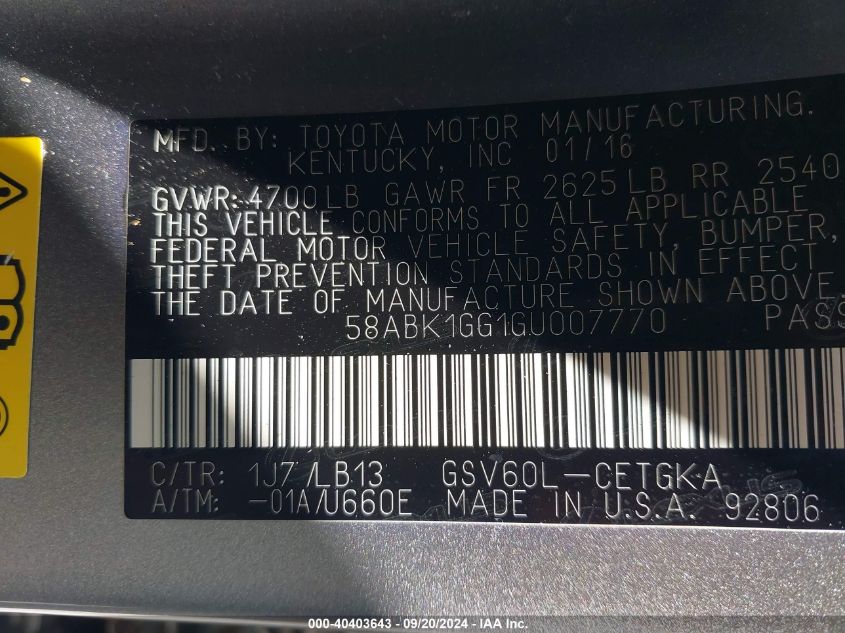 MFD. BY: TOYOTA MOTOR MANUFACTURING.
KENTUCKY, INC 01/16
GVWR: 4700LB GAWR FR 2625LB RR 2540
THIS VEHICLE CONFORMS TO ALL APPLICABLE
FEDERAL MOTOR VEHICLE SAFETY, BUMPER,
THEFT PREVENTION STANDARDS IN EFFECT
THE DATE OF MANUFACTURE SHOWN ABOVE.
58ABK1GG1GU007770 PASS
C/TR: 1J7 /LB13 GSV60L-CETGKA
A/TM: -01A/U660E MADE IN U.S.A. 92806
000-40403643 / 09/20/2024 - IAA Inc.